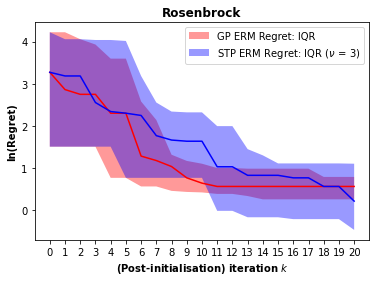 Rosenbrock
GP ERM Regret: IQR
STP ERM Regret: IQR (ν = 3)
ln(Regret)
4
3
2
1
0
0 1 2 3 4 5 6 7 8 9 10 11 12 13 14 15 16 17 18 19 20
(Post-initialisation) iteration k